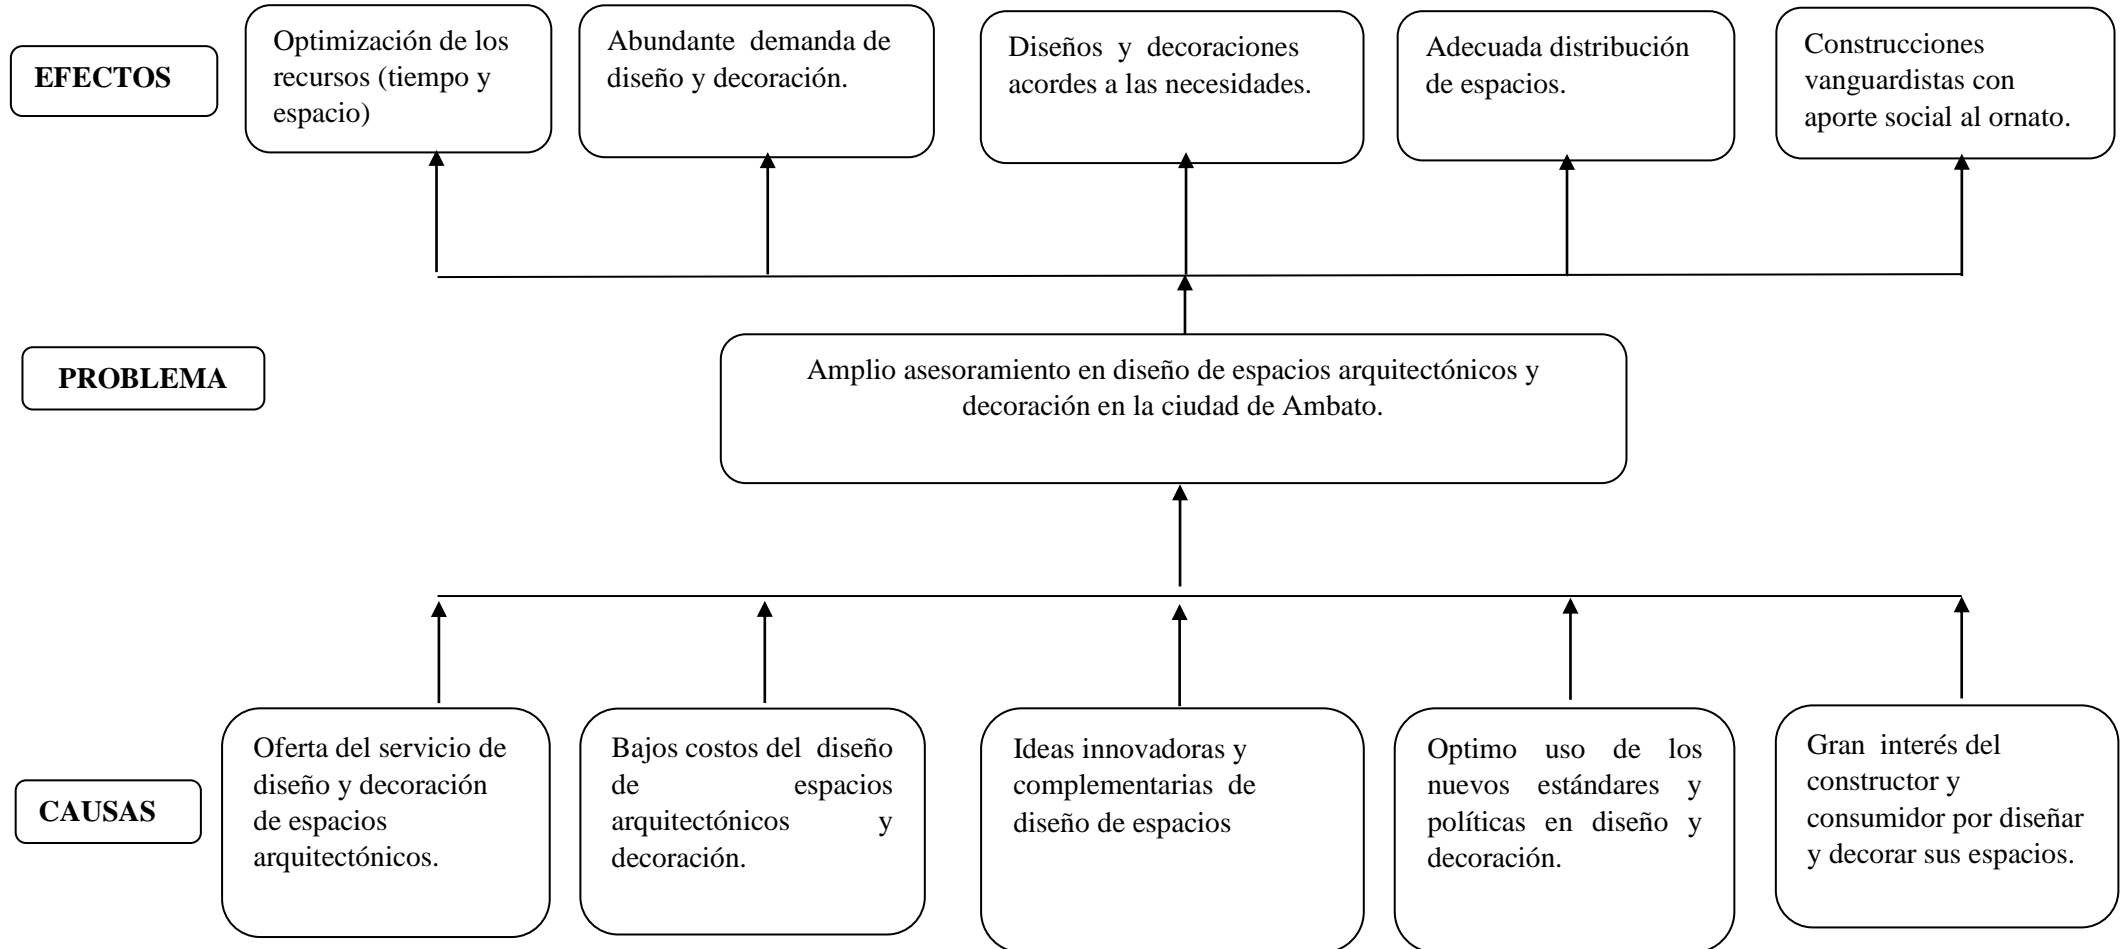 EFECTOS
Optimización de los
recursos (tiempo y
espacio)
Abundante demanda de
diseño y decoración.
Diseños y decoraciones
acordes a las necesidades.
Adecuada distribución
de espacios.
Construcciones
vanguardistas con
aporte social al ornato.
PROBLEMA
Amplio asesoramiento en diseño de espacios arquitectónicos y
decoración en la ciudad de Ambato.
CAUSAS
Oferta del servicio de
diseño y decoración
de espacios
arquitectónicos.
Bajos costos del diseño
de espacios
arquitectónicos y
decoración.
Ideas innovadoras y
complementarias de
diseño de espacios
Optimo uso de los
nuevos estándares y
políticas en diseño y
decoración.
Gran interés del
constructor y
consumidor por diseñar
y decorar sus espacios.